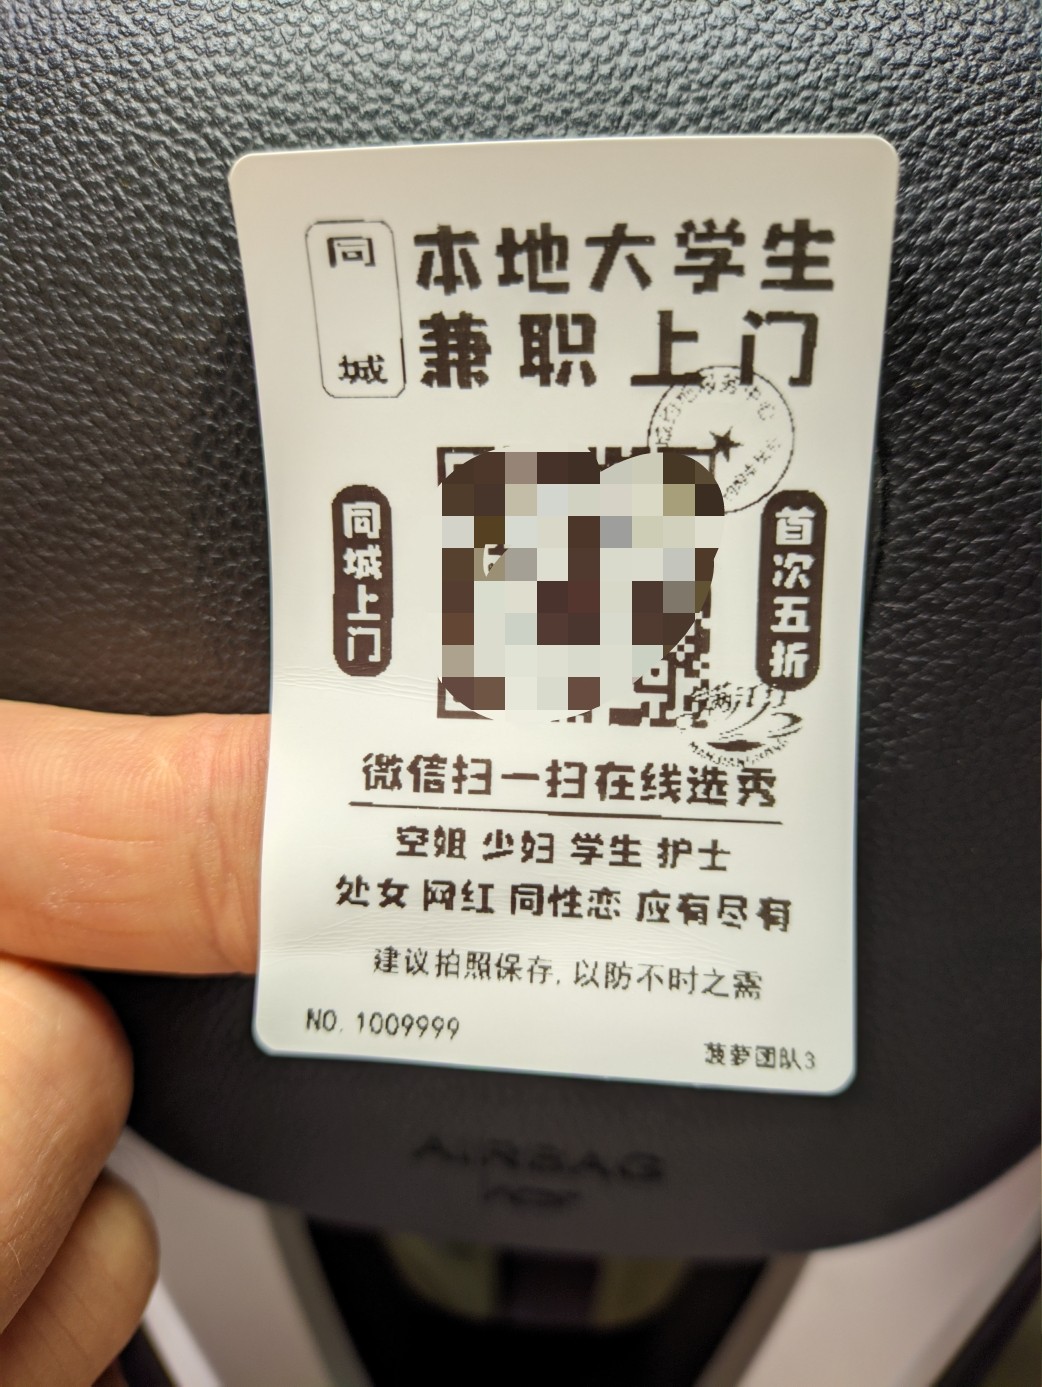 同城
本地大学生
兼职上门
同城上门
首次五折
微信扫一扫在线选秀
空姐 少妇 学生 护士
处女 网红 同性恋 应有尽有
建议拍照保存, 以防不时之需
NO. 1009999
菠萝团队3
AIRBAG